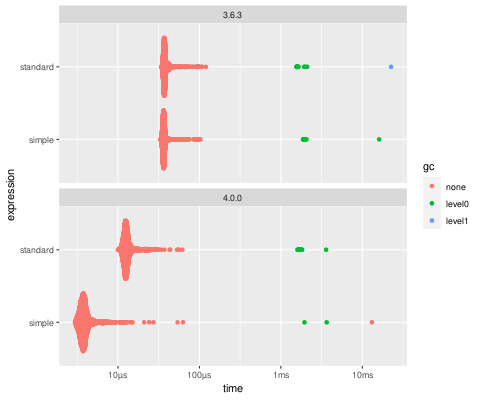 3.6.3
standard
simple
4.0.0
standard
simple
expression
10µs
100µs
1ms
10ms
time
gc
none
level0
level1